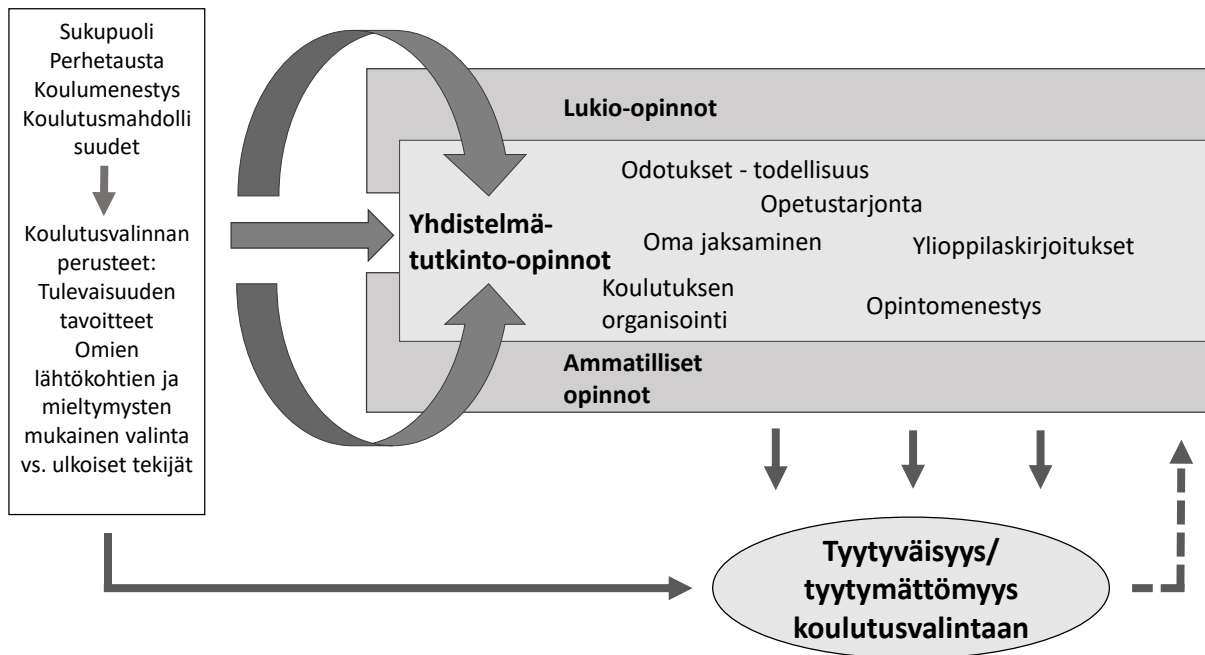 Sukupuoli
Perhetausta
Koulumenestys
Koulutusmahdolli
suudet
Koulutusvalinnan
perusteet:
Tulevaisuuden
tavoitteet
Omien
lähtökohtien ja
mieltymysten
mukainen valinta
vs. ulkoiset tekijät
Lukio-opinnot
Yhdistelmä-
tutkinto-opinnot
Odotukset - todellisuus
Opetustarjonta
Oma jaksaminen
Ylioppilaskirjoitukset
Koulutuksen
organisointi
Opintomenestys
Ammatilliset
opinnot
Tyytyväisyys/
tyytymättömyys
koulutusvalintaan